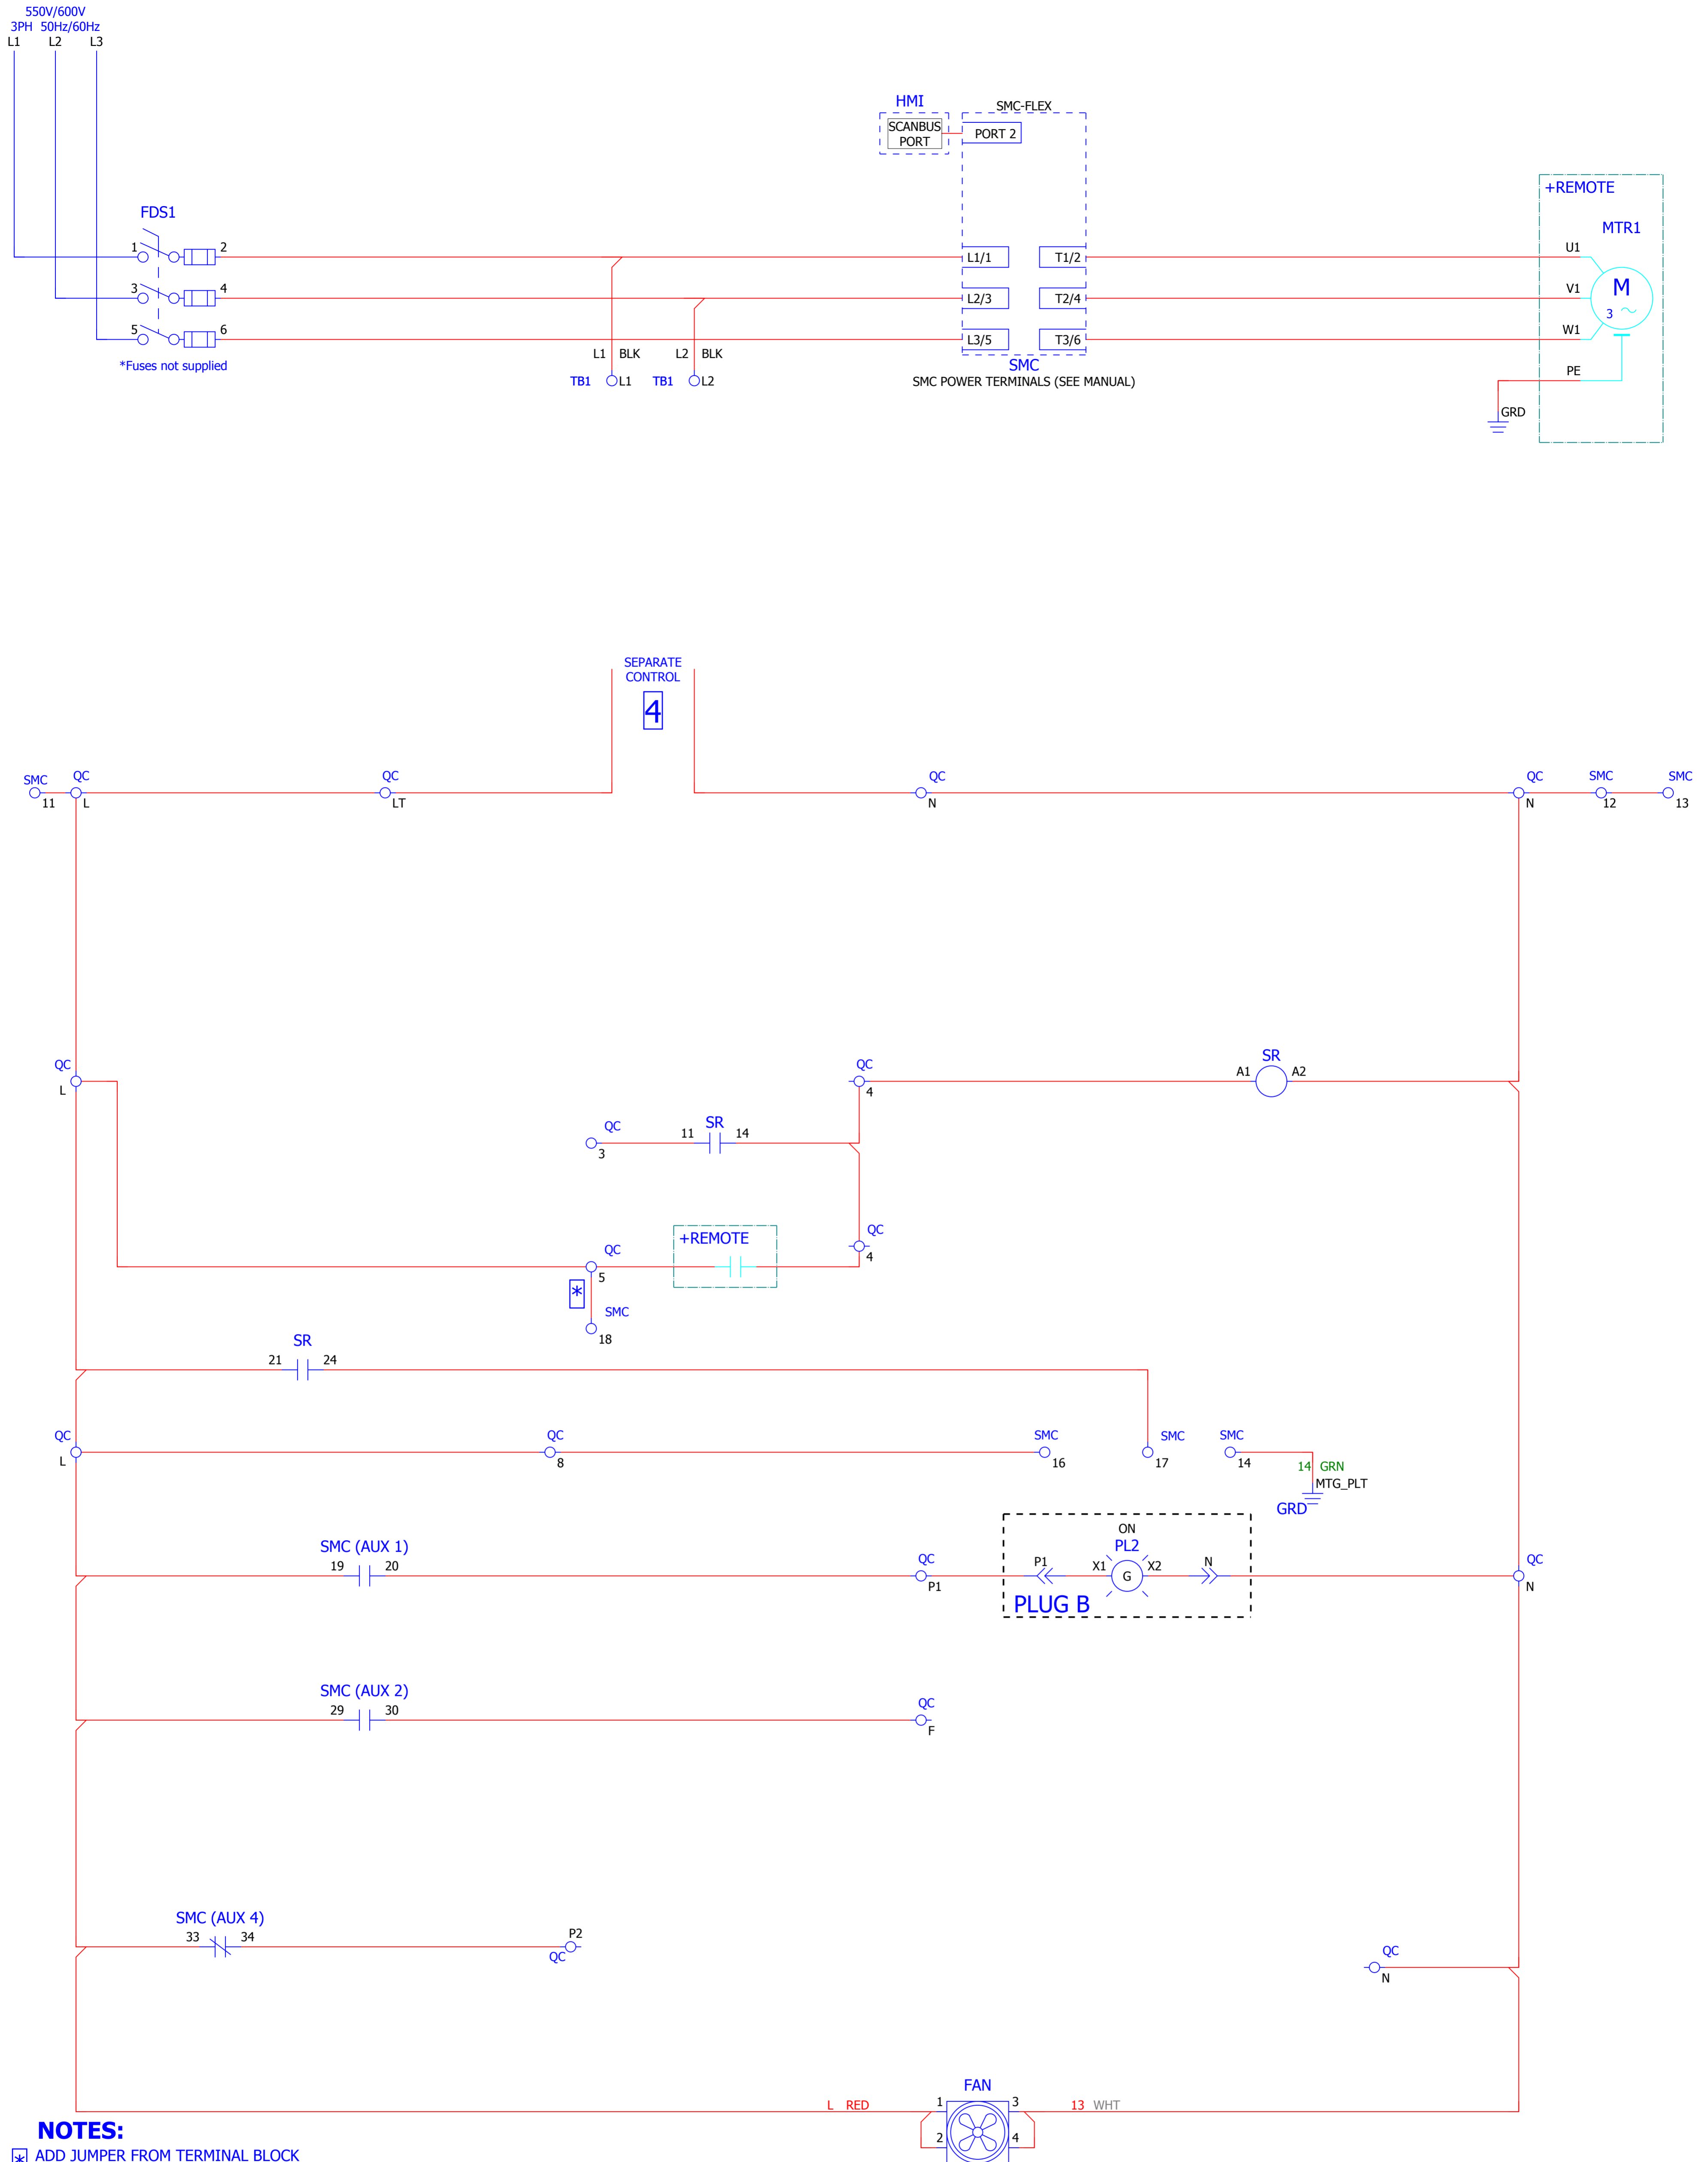 550V/600V
3PH 50Hz/60Hz
L1 L2 L3
HMI
SCANBUS
PORT
SMC-FLEX
PORT 2
+REMOTE
MTR1
FDS1
1 2
3 4
5 6
L1/1 T1/2
L2/3 T2/4
L3/5 T3/6
U1
V1
W1
M
3
PE
GRD
*Fuses not supplied
L1 BLK L2 BLK
TB1 L1 TB1 L2
SMC
SMC POWER TERMINALS (SEE MANUAL)
SEPARATE
CONTROL
4
SMC QC QC QC QC SMC SMC
11 L LT N N 12 13
QC
L
QC
4
SR
A1 A2
QC
3
SR
11 14
+REMOTE
QC
4
QC
5
*
SMC
18
SR
21 24
QC QC SMC SMC SMC
L 8 16 17 14
14 GRN
MTG_PLT
GRD
SMC (AUX 1)
19 20
QC
P1
ON
PL2
P1 X1 G X2 N
PLUG B
QC
N
SMC (AUX 2)
29 30
QC
F
SMC (AUX 4)
33 34
P2
QC
QC
N
FAN
L RED 1 3 13 WHT
2 4
NOTES:
* ADD JUMPER FROM TERMINAL BLOCK